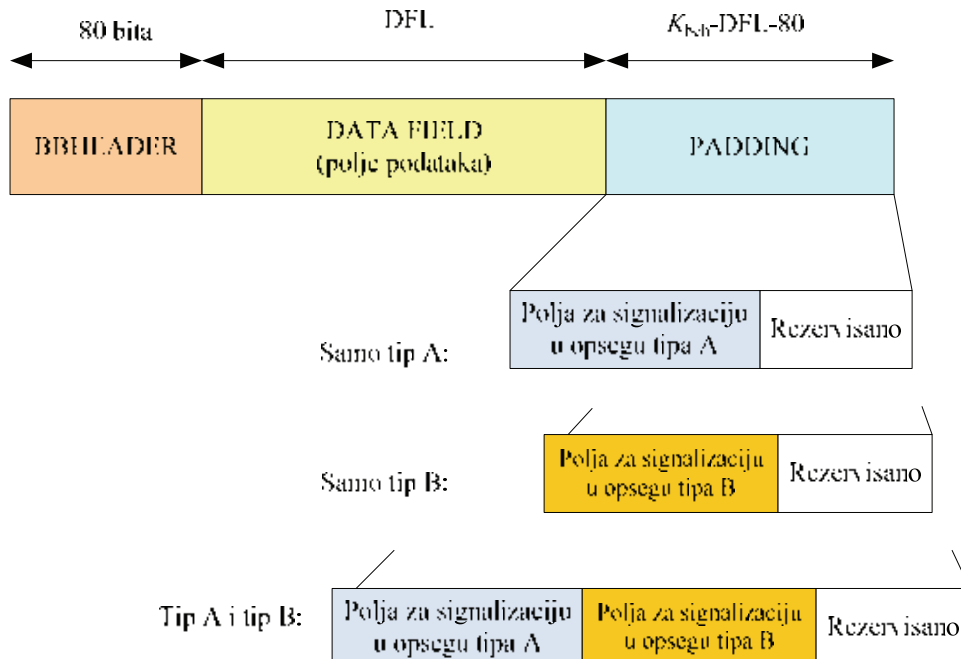 80 bita
DFL
Kbch-DFL-80
BBHEADER
DATA FIELD
(polje podataka)
PADDING
Samo tip A:
Polja za signalizaciju
u opsegu tipa A
Rezervisano
Samo tip B:
Polja za signalizaciju
u opsegu tipa B
Rezervisano
Tip A i tip B:
Polja za signalizaciju
u opsegu tipa A
Polja za signalizaciju
u opsegu tipa B
Rezervisano